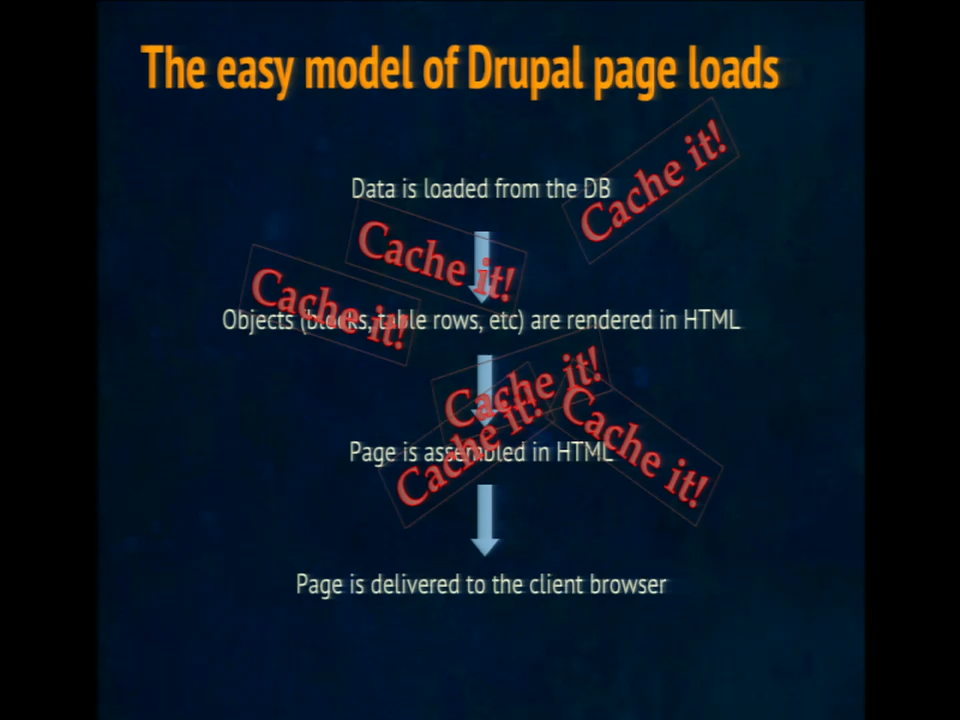 The easy model of Drupal page loads
Cache it!
Data is loaded from the DB
Cache it!
Cache it!
Objects (blocks, table rows, etc) are rendered in HTML
Cache it!
Cache it!
Cache it!
Page is assembled in HTML
Page is delivered to the client browser